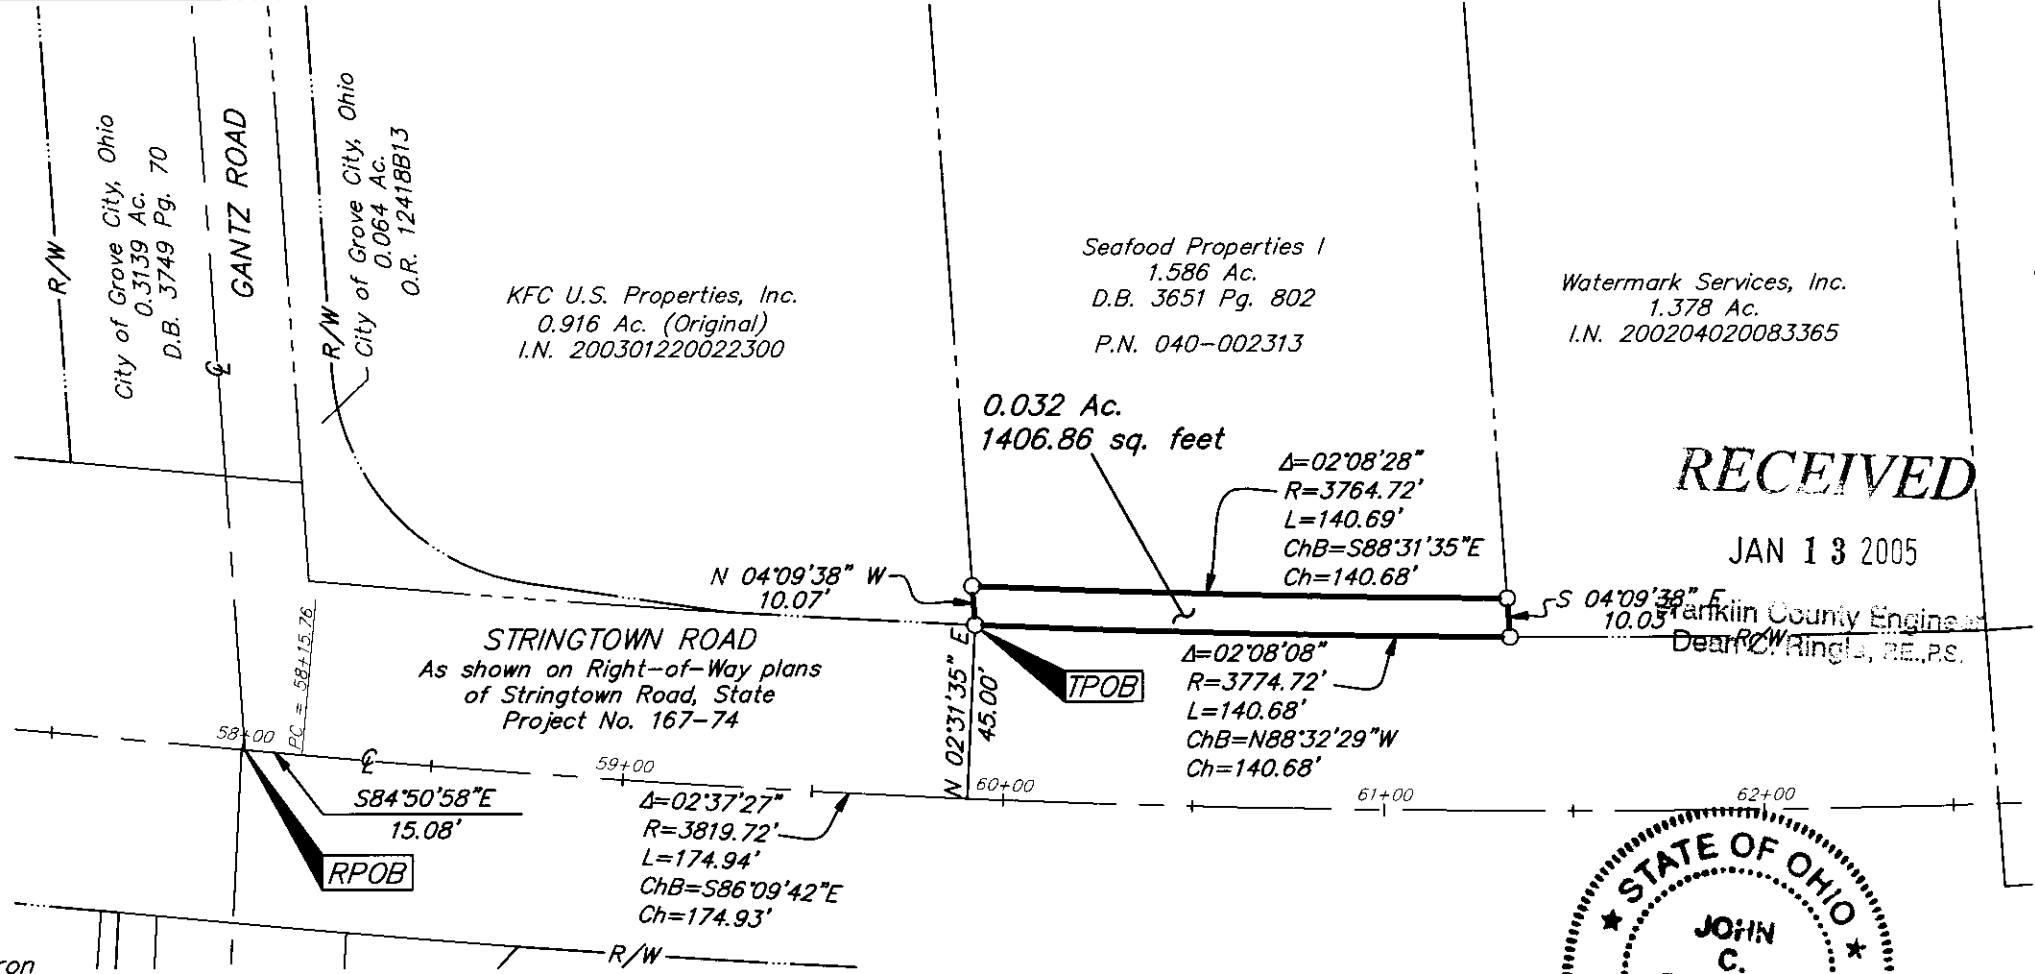 R/W
City of Grove City, Ohio
0.3139 Ac.
D.B. 3749 Pg. 70
GANTZ ROAD
R/W
City of Grove City, Ohio
0.064 Ac.
O.R. 12418B13
KFC U.S. Properties, Inc.
0.916 Ac. (Original)
I.N. 200301220022300
Seafood Properties I
1.586 Ac.
D.B. 3651 Pg. 802
P.N. 040-002313
Watermark Services, Inc.
1.378 Ac.
I.N. 200204020083365
0.032 Ac.
1406.86 sq. feet
Δ=02°08'28"
R=3764.72'
L=140.69'
ChB=S88°31'35"E
Ch=140.68'
RECEIVED
JAN 13 2005
Franklin County Engineer
Dean C. Ringle, P.E., P.S.
N 04°09'38" W
10.07'
S 04°09'38" E
10.03'
R/W
STRINGTOWN ROAD
As shown on Right-of-Way plans
of Stringtown Road, State
Project No. 167-74
PC = 58+15.76
N 02°31'35" E
45.00'
TPOB
Δ=02°08'08"
R=3774.72'
L=140.68'
ChB=N88°32'29"W
Ch=140.68'
58+00
℄
℄
59+00
60+00
61+00
62+00
S84°50'58"E
15.08'
RPOB
Δ=02°37'27"
R=3819.72'
L=174.94'
ChB=S86°09'42"E
Ch=174.93'
R/W
STATE OF OHIO
JOHN
C.